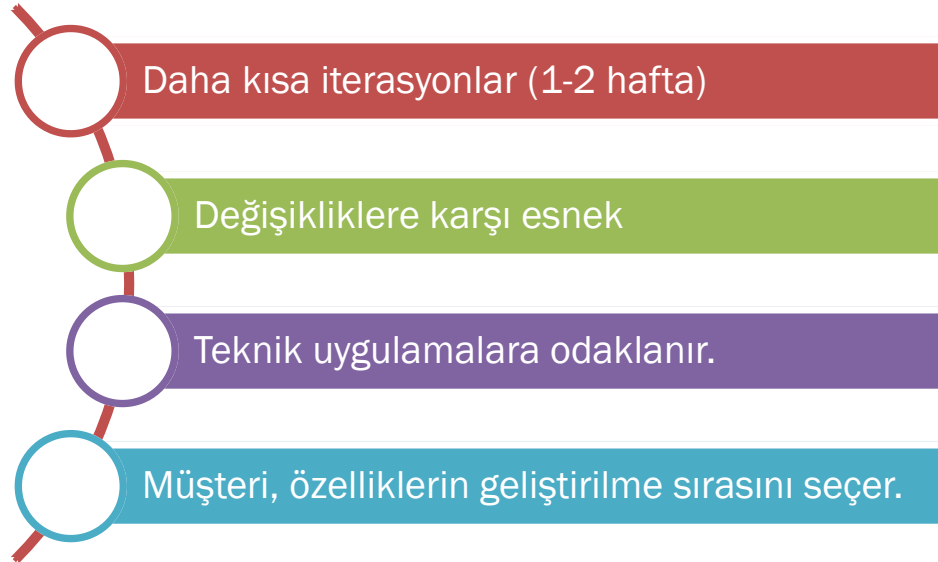 Daha kısa iterasyonlar (1-2 hafta)
Değişikliklere karşı esnek
Teknik uygulamalara odaklanır.
Müşteri, özelliklerin geliştirilme sırasını seçer.